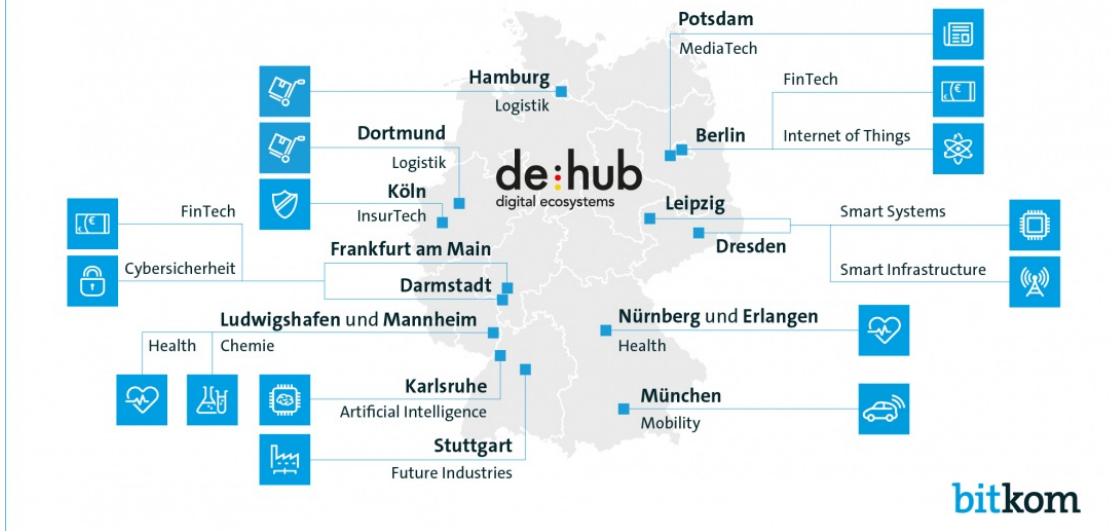 Potsdam
MediaTech
Hamburg
Logistik
FinTech
Dortmund
Logistik
Berlin
Internet of Things
de:hub
digital ecosystems
Köln
InsurTech
FinTech
Leipzig
Smart Systems
Frankfurt am Main
Dresden
Cybersicherheit
Smart Infrastructure
Darmstadt
Ludwigshafen und Mannheim
Health
Chemie
Nürnberg und Erlangen
Health
Karlsruhe
Artificial Intelligence
München
Mobility
Stuttgart
Future Industries
bitkom